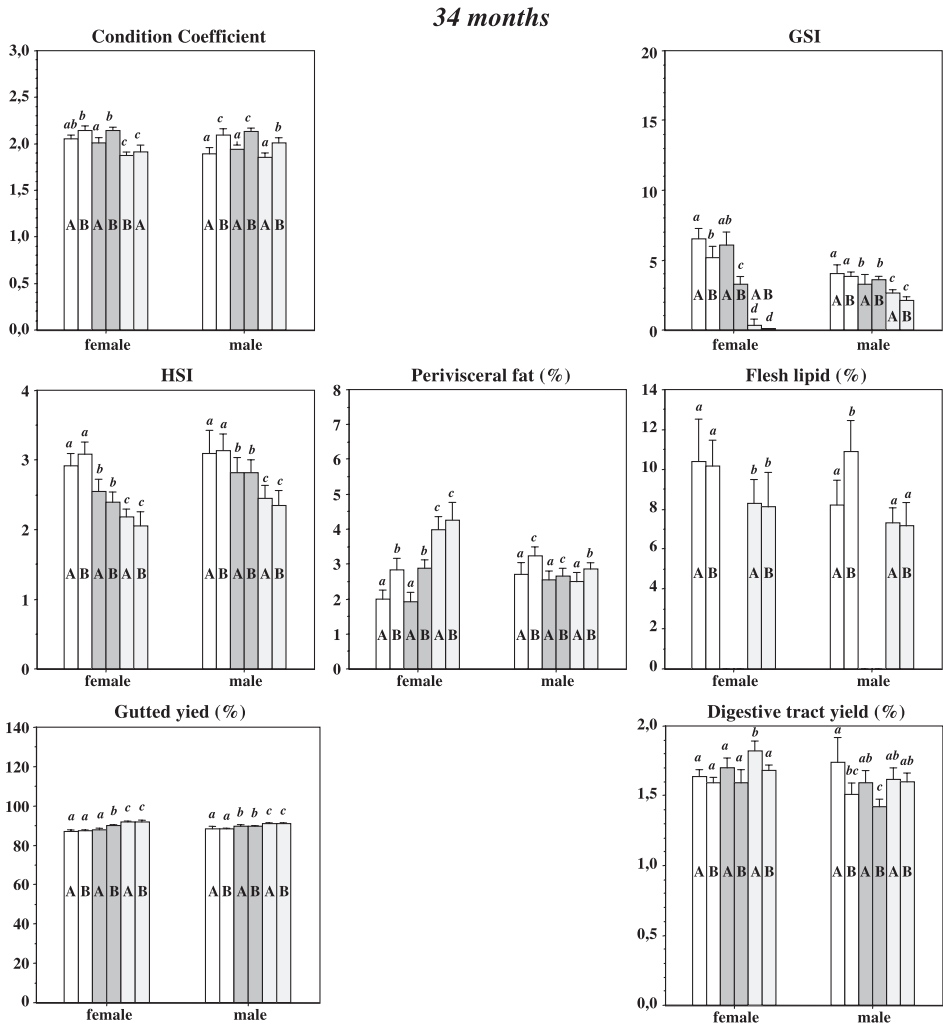 34 months
Condition Coefficient
3,0
2,5
2,0
1,5
1,0
0,5
0,0
ab b a b c c
a c a c a b
A B A B B A
A B A B A B
female male
GSI
20
15
10
5
0
a b ab c d d
a a b b c c
A B A B A B
A B A B A B
female male
HSI
4
3
2
1
0
a a b b c c
a a b b c c
A B A B A B
A B A B A B
female male
Perivisceral fat (%)
8
7
6
5
4
3
2
1
0
a b a b c c
a c a c a b
A B A B A B
A B A B A B
female male
Flesh lipid (%)
14
12
10
8
6
4
2
0
a a b b
a b a a
A B A B
A B A B
female male
Gutted yied (%)
140
120
100
80
60
40
20
0
a a a b c c
a a b b c c
A B A B A B
A B A B A B
female male
Digestive tract yield (%)
2,0
1,5
1,0
0,5
0,0
a a a a b a
a bc ab c ab ab
A B A B A B
A B A B A B
female male